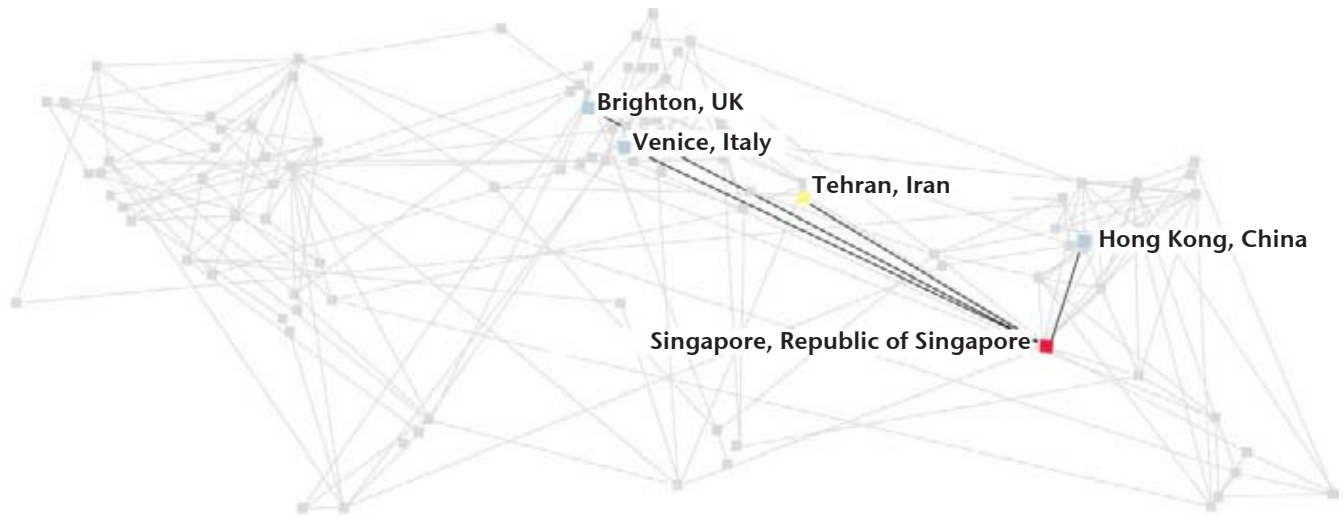 Brighton, UK
Venice, Italy
Tehran, Iran
Hong Kong, China
Singapore, Republic of Singapore